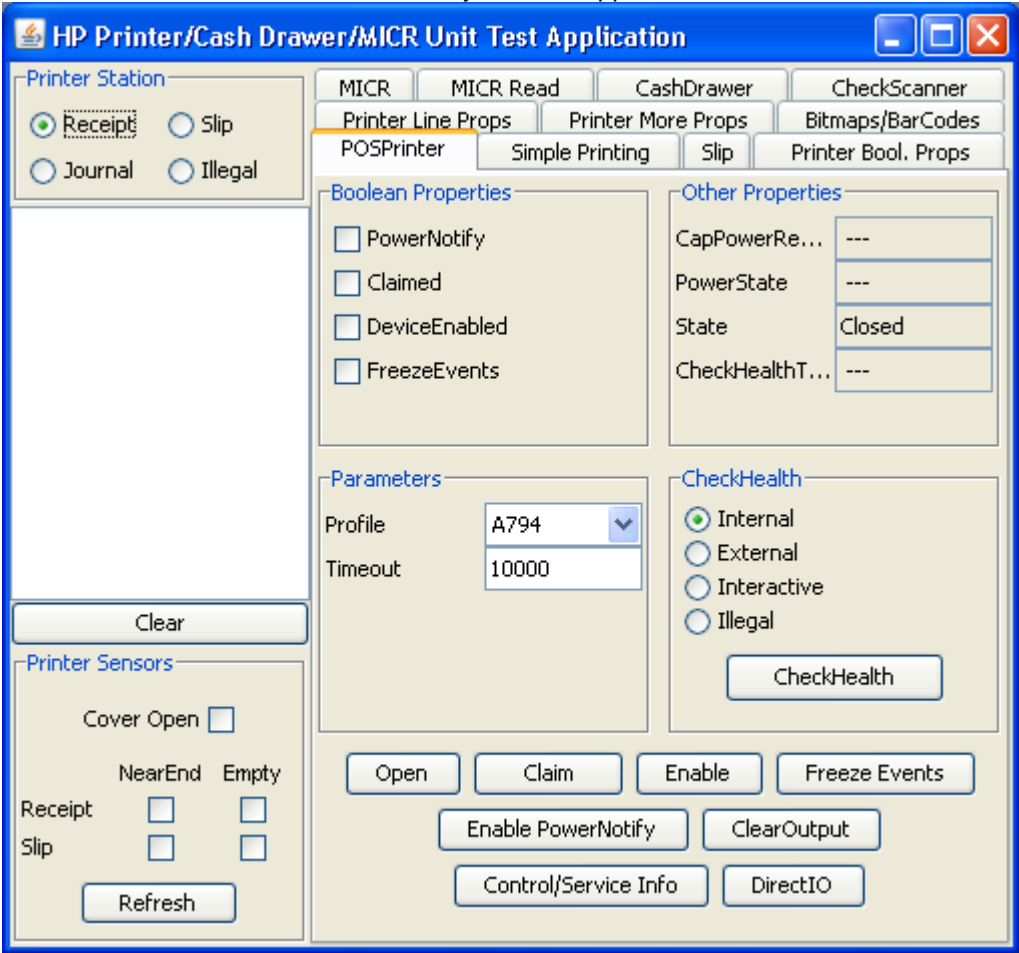 HP Printer/Cash Drawer/MICR Unit Test Application
Printer Station
Receipt
Slip
Journal
Illegal
Clear
Printer Sensors
Cover Open
NearEnd Empty
Receipt
Slip
Refresh
MICR
MICR Read
CashDrawer
CheckScanner
Printer Line Props
Printer More Props
Bitmaps/BarCodes
POSPrinter
Simple Printing
Slip
Printer Bool. Props
Boolean Properties
PowerNotify
Claimed
DeviceEnabled
FreezeEvents
Other Properties
CapPowerRe... ---
PowerState ---
State Closed
CheckHealthT... ---
Parameters
Profile A794
Timeout 10000
CheckHealth
Internal
External
Interactive
Illegal
CheckHealth
Open
Claim
Enable
Freeze Events
Enable PowerNotify
ClearOutput
Control/Service Info
DirectIO